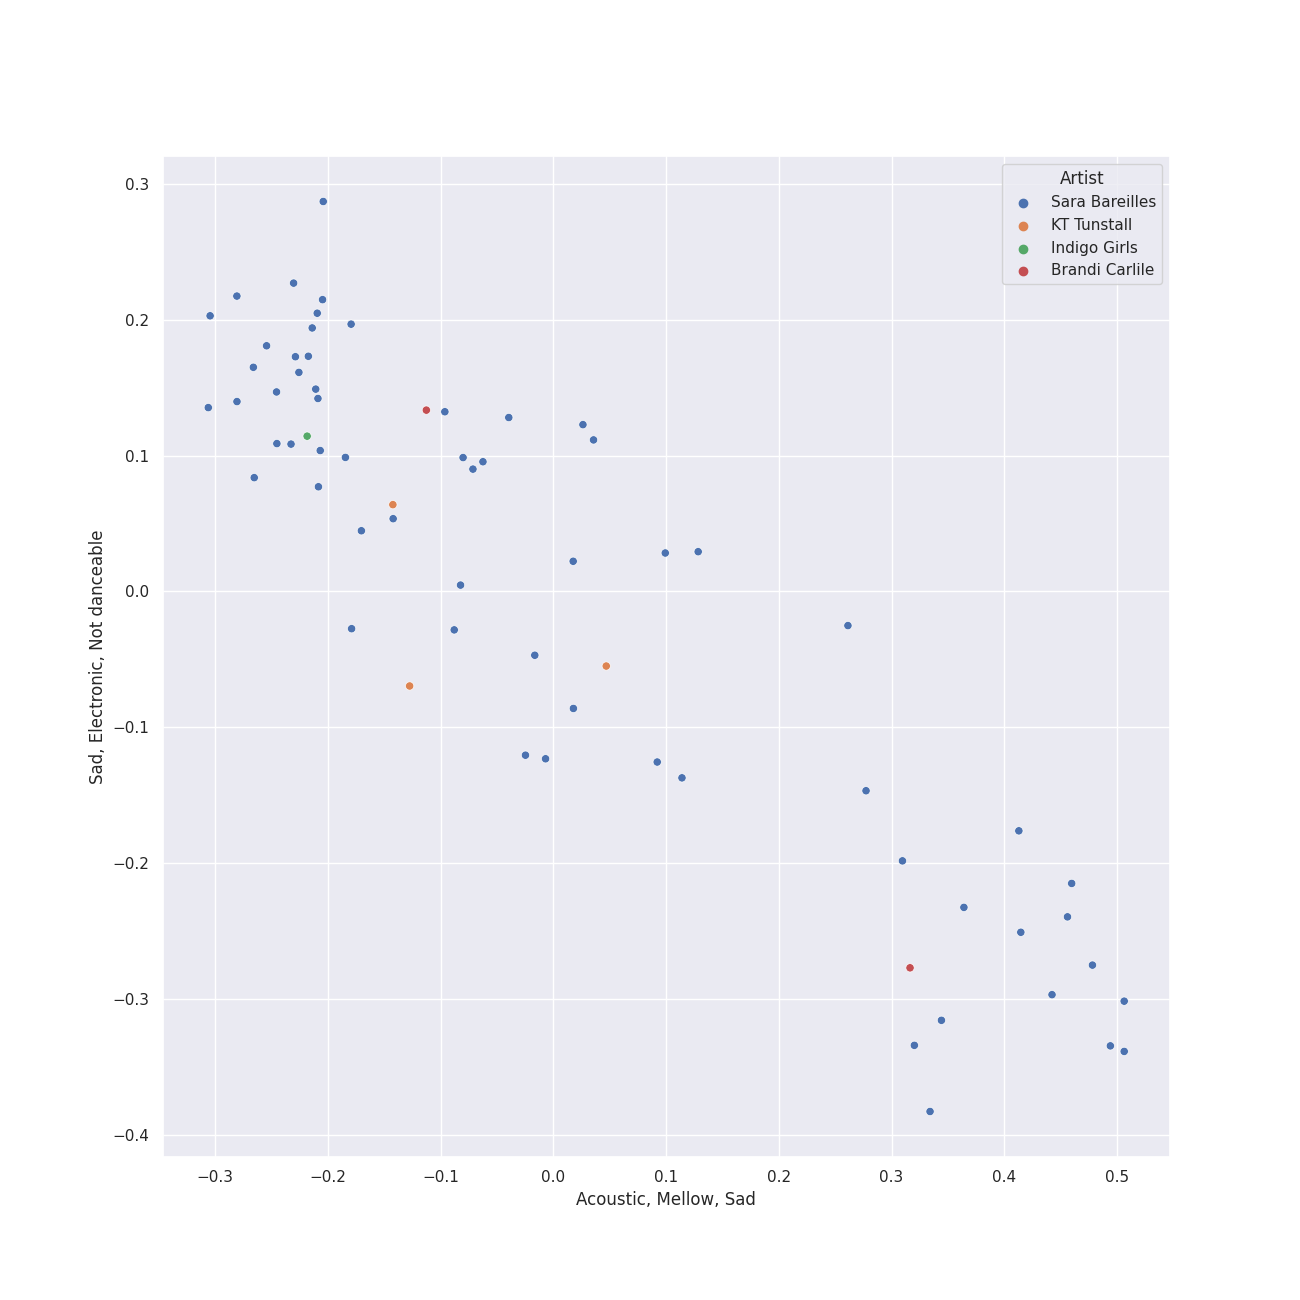 Artist
Sara Bareilles
KT Tunstall
Indigo Girls
Brandi Carlile
0.3
0.2
0.1
0.0
−0.1
−0.2
−0.3
−0.4
Sad, Electronic, Not danceable
−0.3 −0.2 −0.1 0.0 0.1 0.2 0.3 0.4 0.5
Acoustic, Mellow, Sad